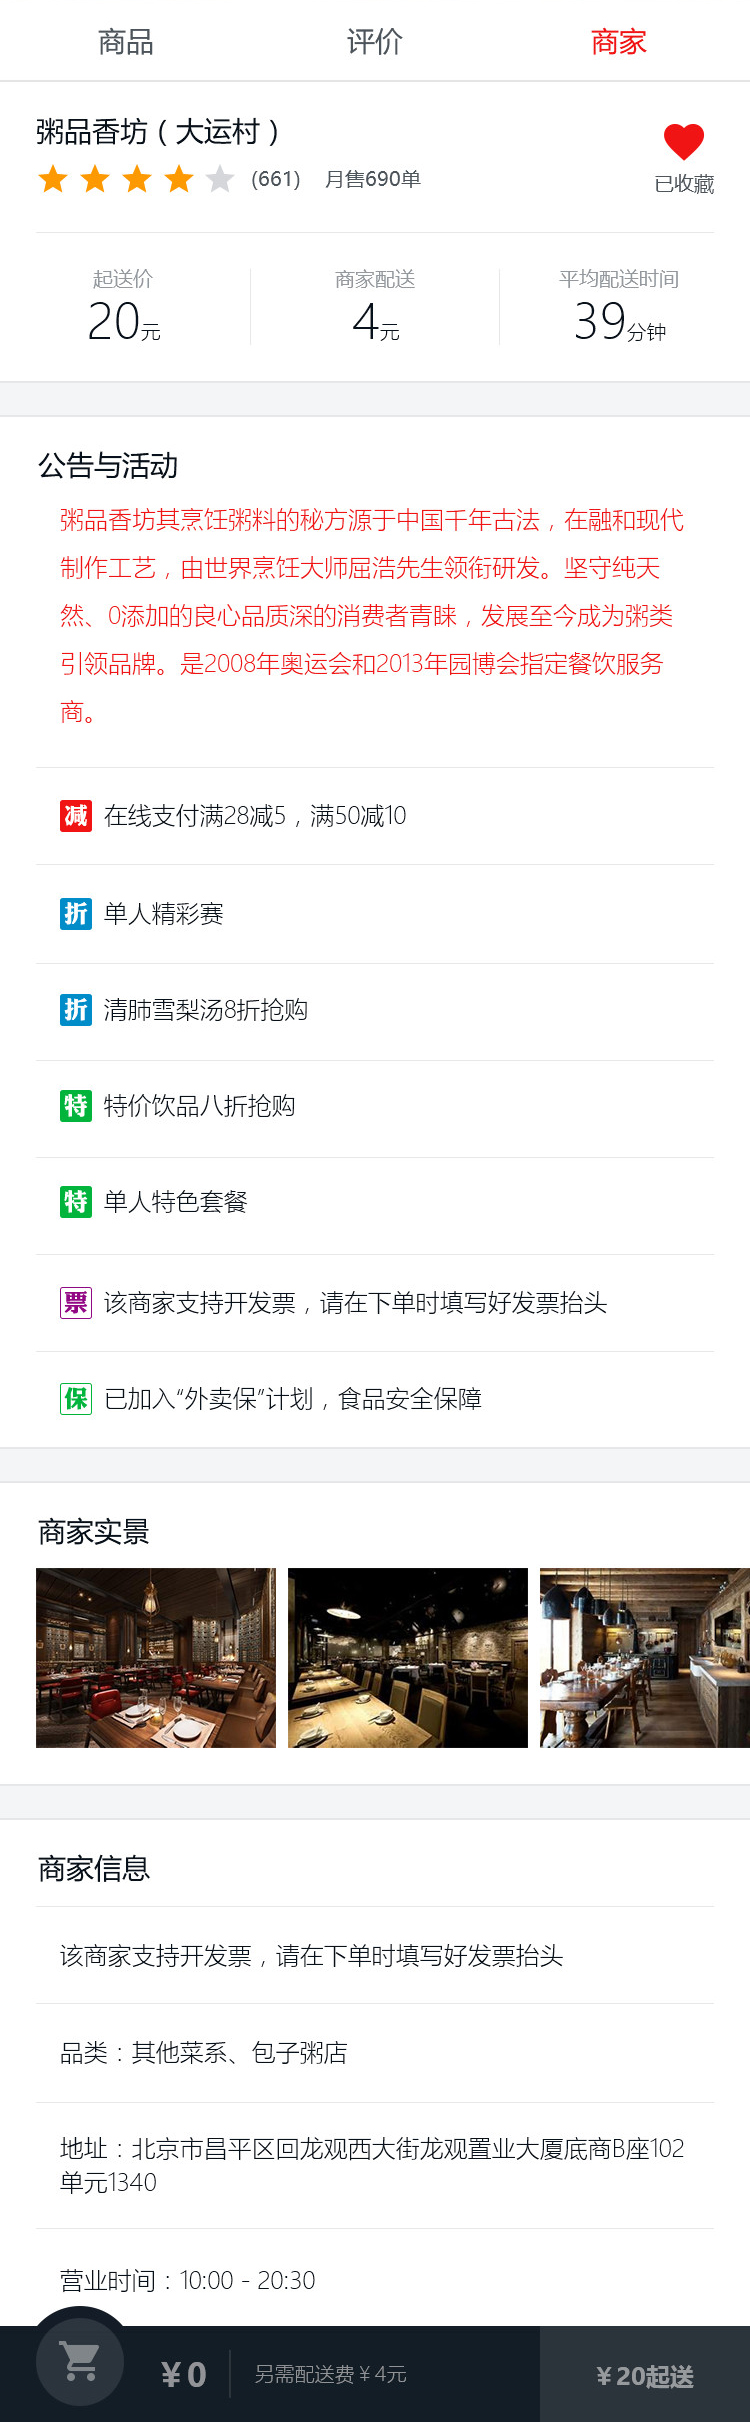 商品 评价 商家
粥品香坊（大运村）
(661) 月售690单 已收藏
起送价 商家配送 平均配送时间
20元 4元 39分钟
公告与活动
粥品香坊其烹饪粥料的秘方源于中国千年古法，在融和现代
制作工艺，由世界烹饪大师屈浩先生领衔研发。坚守纯天
然、0添加的良心品质深的消费者青睐，发展至今成为粥类
引领品牌。是2008年奥运会和2013年园博会指定餐饮服务
商。
减 在线支付满28减5，满50减10
折 单人精彩赛
折 清肺雪梨汤8折抢购
特 特价饮品八折抢购
特 单人特色套餐
票 该商家支持开发票，请在下单时填写好发票抬头
保 已加入“外卖保”计划，食品安全保障
商家实景
商家信息
该商家支持开发票，请在下单时填写好发票抬头
品类：其他菜系、包子粥店
地址：北京市昌平区回龙观西大街龙观置业大厦底商B座102
单元1340
营业时间：10:00 - 20:30
¥0 另需配送费¥4元 ¥20起送